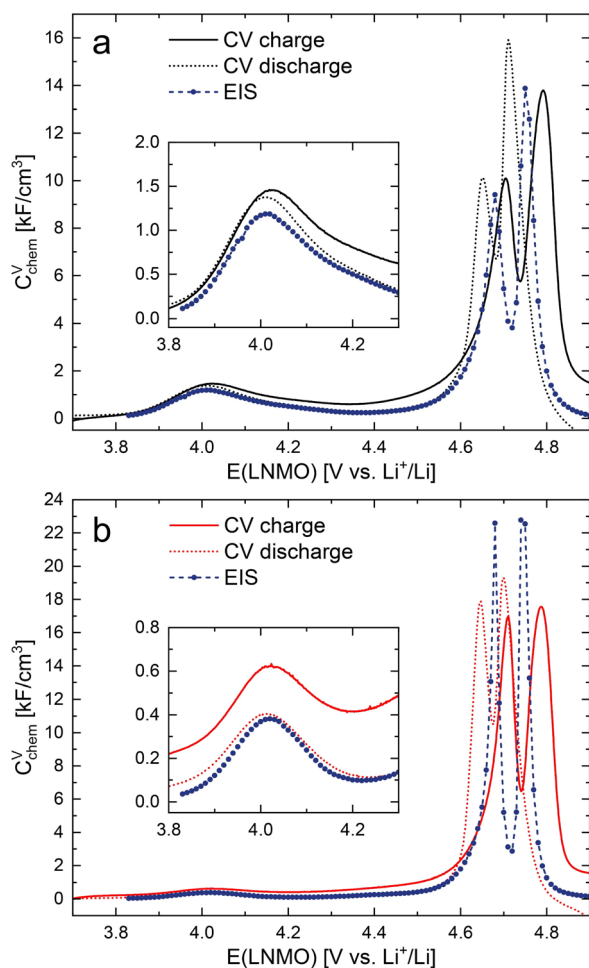 a
CV charge
CV discharge
EIS
C^V_chem [kF/cm³]
16
14
12
10
8
6
4
2
0
2.0
1.5
1.0
0.5
0.0
3.8 4.0 4.2
3.8 4.0 4.2 4.4 4.6 4.8
E(LNMO) [V vs. Li⁺/Li]
b
CV charge
CV discharge
EIS
C^V_chem [kF/cm³]
24
22
20
18
16
14
12
10
8
6
4
2
0
0.8
0.6
0.4
0.2
0.0
3.8 4.0 4.2
3.8 4.0 4.2 4.4 4.6 4.8
E(LNMO) [V vs. Li⁺/Li]